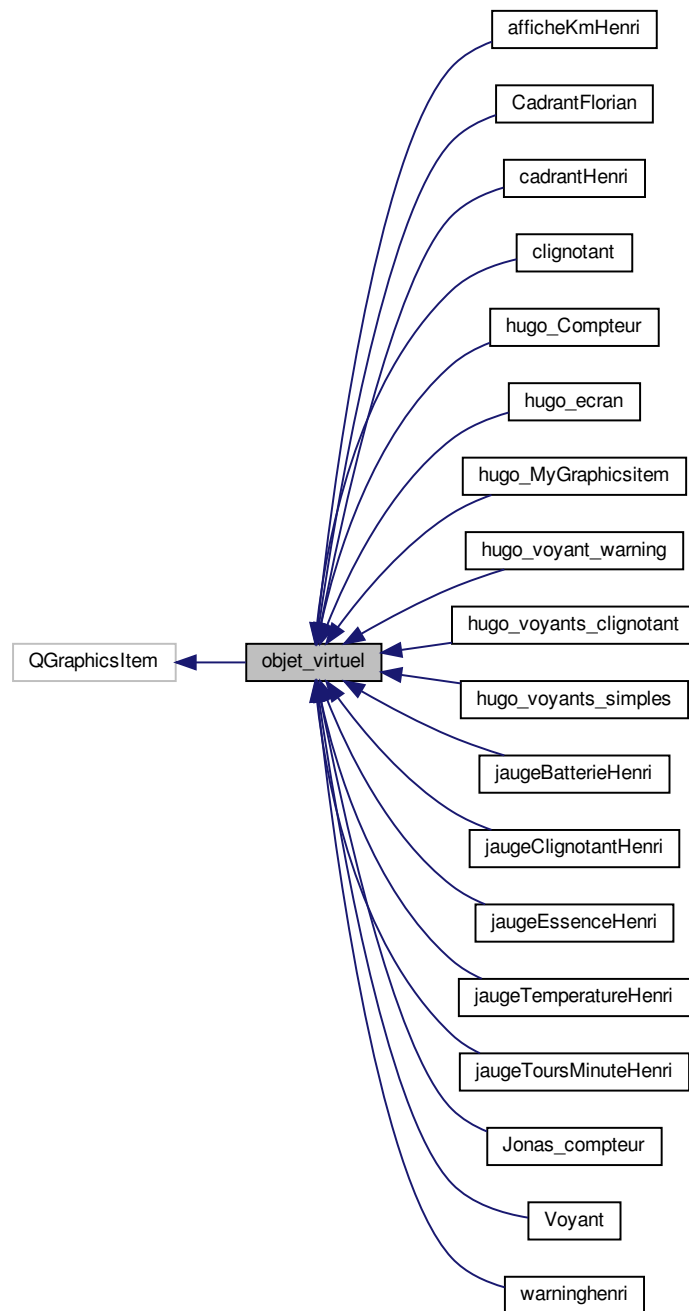 afficheKmHenri
CadrantFlorian
cadrantHenri
clignotant
hugo_Compteur
hugo_ecran
hugo_MyGraphicsitem
hugo_voyant_warning
hugo_voyants_clignotant
QGraphicsItem
objet_virtuel
hugo_voyants_simples
jaugeBatterieHenri
jaugeClignotantHenri
jaugeEssenceHenri
jaugeTemperatureHenri
jaugeToursMinuteHenri
Jonas_compteur
Voyant
warninghenri